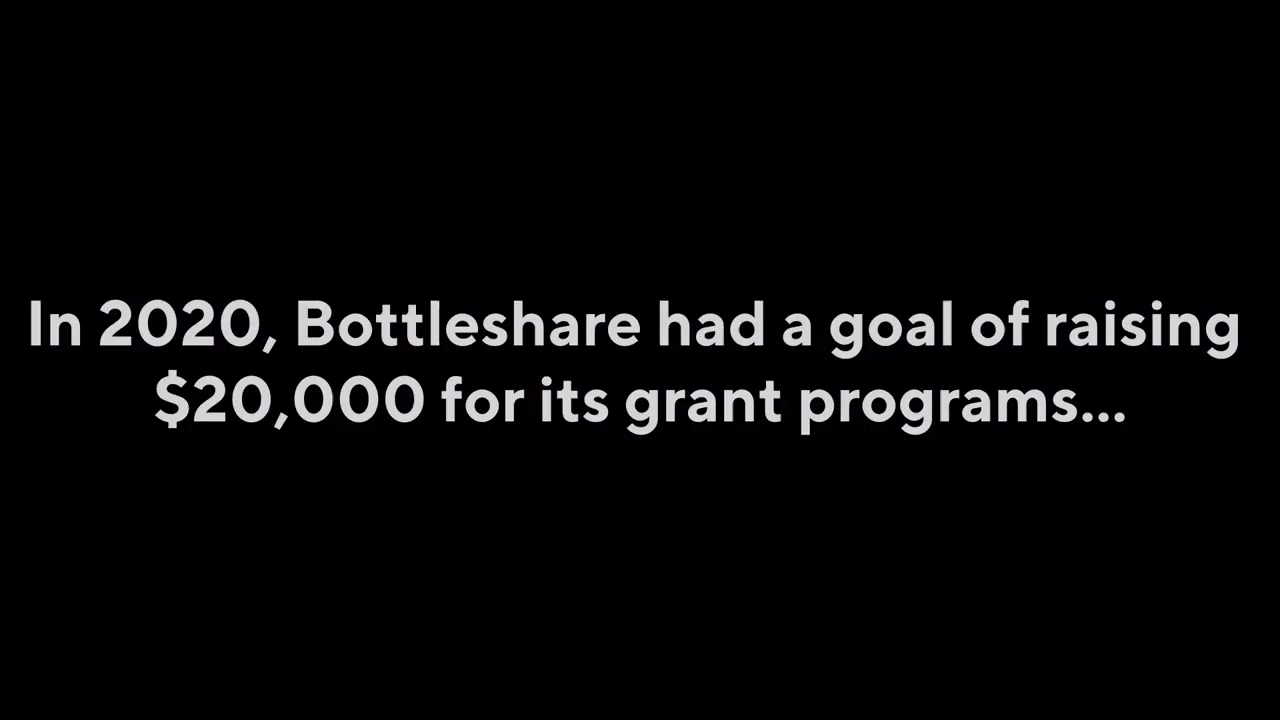 In 2020, Bottleshare had a goal of raising
$20,000 for its grant programs...